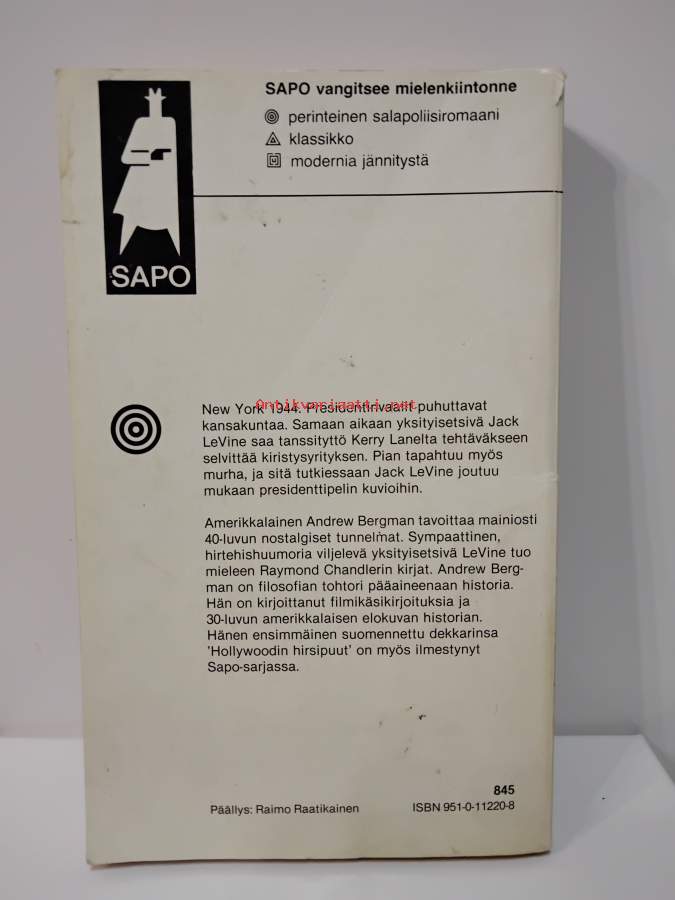 SAPO vangitsee mielenkiintonne
perinteinen salapoliisiromaani
klassikko
modernia jännitystä
SAPO
Antikvariaatti.net
New York 1944. Presidentinvaalit puhuttavat
kansakuntaa. Samaan aikaan yksityisetsivä Jack
LeVine saa tanssityttö Kerry Lanelta tehtäväkseen
selvittää kiristysyrityksen. Pian tapahtuu myös
murha, ja sitä tutkiessaan Jack LeVine joutuu
mukaan presidenttipelin kuvioihin.
Amerikkalainen Andrew Bergman tavoittaa mainiosti
40-luvun nostalgiset tunnelmat. Sympaattinen,
hirtehishuumoria viljelevä yksityisetsivä LeVine tuo
mieleen Raymond Chandlerin kirjat. Andrew Berg-
man on filosofian tohtori pääaineenaan historia.
Hän on kirjoittanut filmikäsikirjoituksia ja
30-luvun amerikkalaisen elokuvan historian.
Hänen ensimmäinen suomennettu dekkarinsa
'Hollywoodin hirsipuut' on myös ilmestynyt
Sapo-sarjassa.
845
Päällys: Raimo Raatikainen ISBN 951-0-11220-8